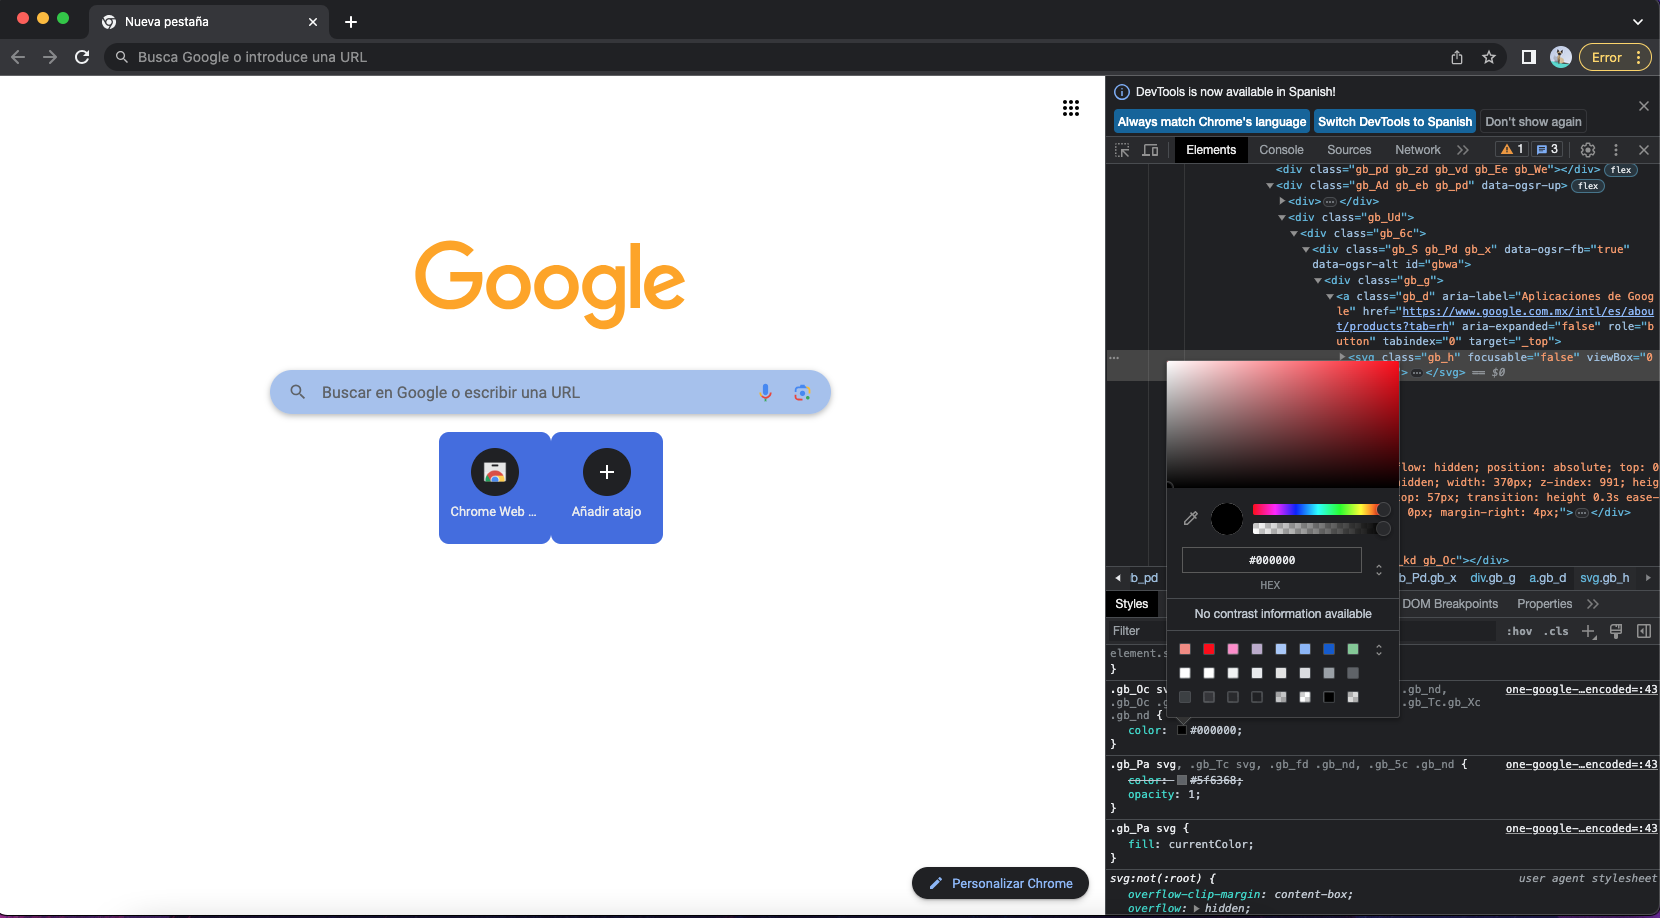 Nueva pestaña
Busca Google o introduce una URL
Error
Google
Buscar en Google o escribir una URL
Chrome Web ...
Añadir atajo
Personalizar Chrome
DevTools is now available in Spanish!
Always match Chrome's language
Switch DevTools to Spanish
Don't show again
Elements Console Sources Network 1 3
<div class="gb_pd gb_zd gb_vd gb_Ee gb_We"></div> flex
<div class="gb_Ad gb_eb gb_pd" data-ogsr-up> flex
<div>…</div>
<div class="gb_Ud">
<div class="gb_6c">
<div class="gb_S gb_Pd gb_x" data-ogsr-fb="true"
data-ogsr-alt id="gbwa">
<div class="gb_g">
<a class="gb_d" aria-label="Aplicaciones de Goog
le" href="https://www.google.com.mx/intl/es/abou
t/products?tab=rh" aria-expanded="false" role="b
utton" tabindex="0" target="_top">
<svg class="gb_h" focusable="false" viewBox="0
>…</svg> == $0
low: hidden; position: absolute; top: 0
idden; width: 370px; z-index: 991; heig
op: 57px; transition: height 0.3s ease-
0px; margin-right: 4px;">…</div>
_kd gb_Oc"></div>
#000000
HEX
No contrast information available
b_pd b_Pd.gb_x div.gb_g a.gb_d svg.gb_h
Styles DOM Breakpoints Properties
Filter :hov .cls
element.s
}
.gb_Oc sv .gb_nd, one-google-…encoded=:43
.gb_Oc .g .gb_Tc.gb_Xc
.gb_nd {
color: #000000;
}
.gb_Pa svg, .gb_Tc svg, .gb_fd .gb_nd, .gb_5c .gb_nd { one-google-…encoded=:43
color: #5f6368;
opacity: 1;
}
.gb_Pa svg { one-google-…encoded=:43
fill: currentColor;
}
svg:not(:root) { user agent stylesheet
overflow-clip-margin: content-box;
overflow: hidden;